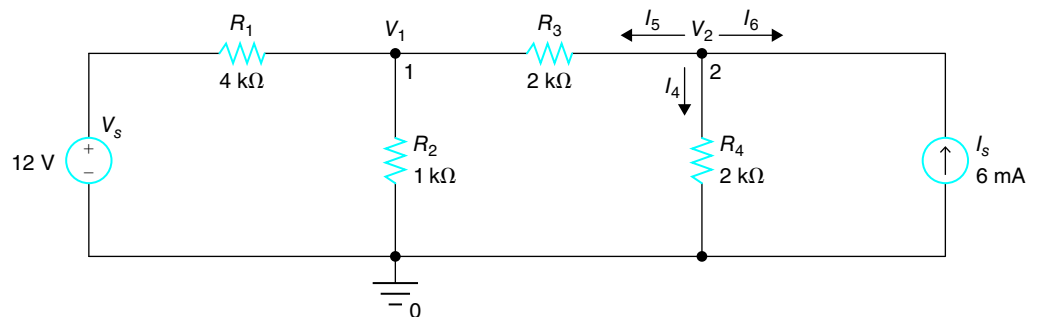 R1
V1
R3
I5
V2
I6
4 kΩ
1
2 kΩ
I4
2
Vs
+
12 V
−
R2
1 kΩ
R4
2 kΩ
Is
6 mA
0